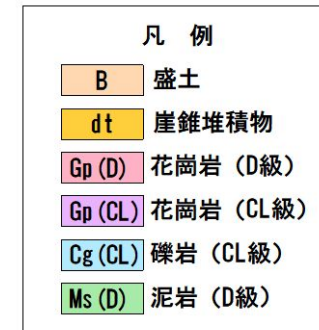 凡 例
B 盛土
dt 崖錐堆積物
Gp(D) 花崗岩（D級）
Gp(CL) 花崗岩（CL級）
Cg(CL) 礫岩（CL級）
Ms(D) 泥岩（D級）